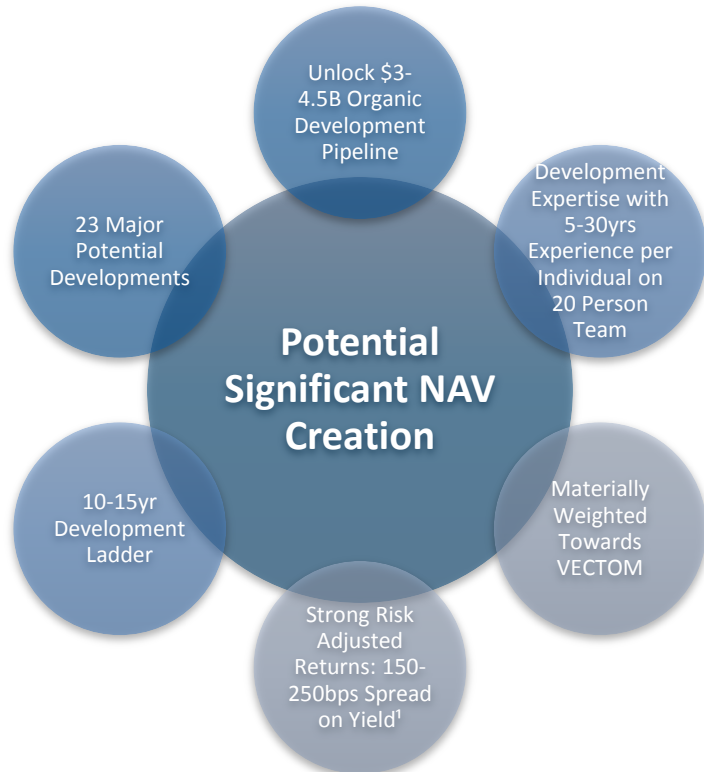 Unlock $3-
4.5B Organic
Development
Pipeline
Development
Expertise with
5-30yrs
Experience per
Individual on
20 Person
Team
Materially
Weighted
Towards
VECTOM
Strong Risk
Adjusted
Returns: 150-
250bps Spread
on Yield¹
10-15yr
Development
Ladder
23 Major
Potential
Developments
Potential
Significant NAV
Creation